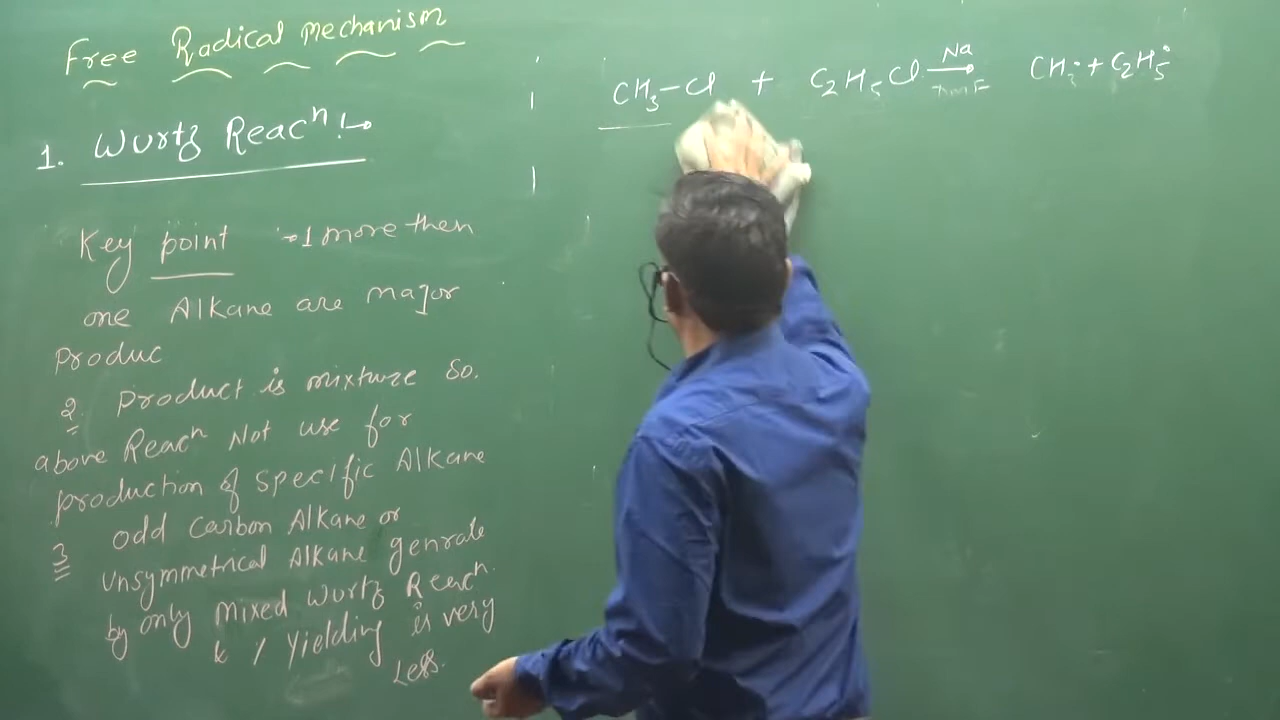 Free Radical mechanism
1. Wurtz Reacⁿ!↳
Key point →1 more then
one Alkane are major
Produc
2. Product is mixture so.
above Reacⁿ Not use for
production of specific Alkane
3 odd carbon Alkane or
unsymmetrical Alkane genrate
by only mixed wurtz Reacⁿ.
& % Yielding is very
Less.
CH₃-Cl + C₂H₅Cl Na→ CH₃• + C₂H₅•